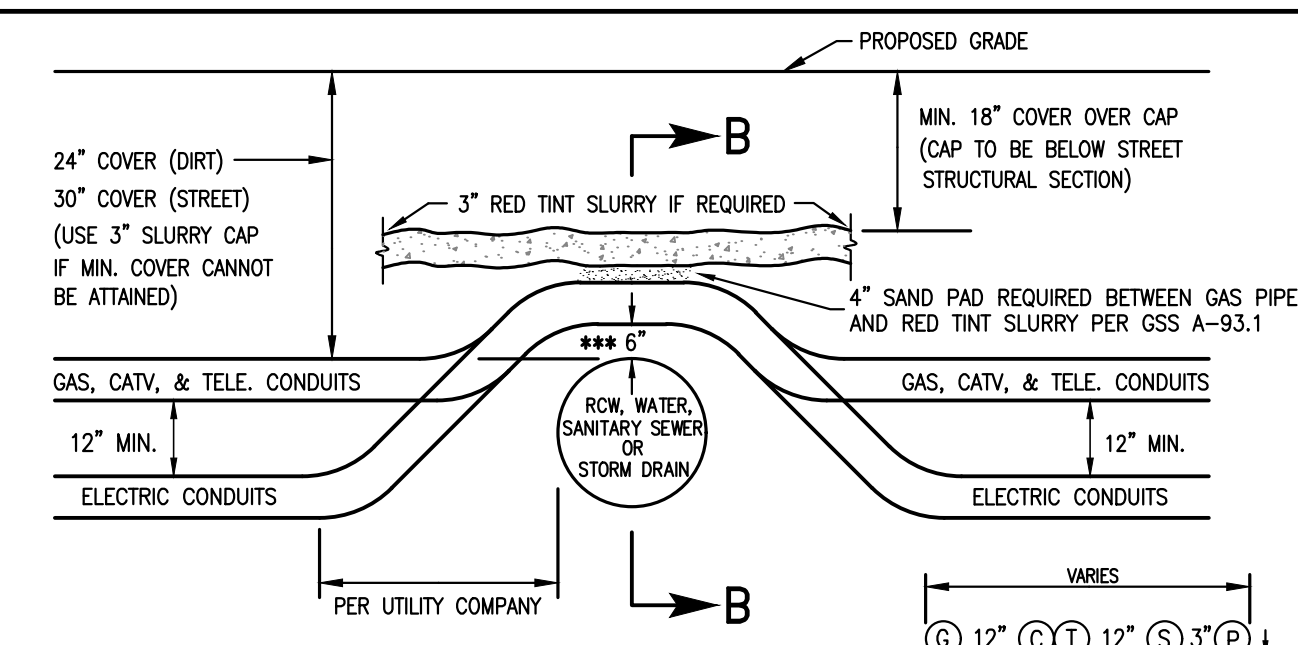 PROPOSED GRADE
MIN. 18” COVER OVER CAP
(CAP TO BE BELOW STREET
STRUCTURAL SECTION)
B
24” COVER (DIRT)
30” COVER (STREET)
(USE 3” SLURRY CAP
IF MIN. COVER CANNOT
BE ATTAINED)
3” RED TINT SLURRY IF REQUIRED
4” SAND PAD REQUIRED BETWEEN GAS PIPE
AND RED TINT SLURRY PER GSS A–93.1
*** 6”
GAS, CATV, & TELE. CONDUITS
GAS, CATV, & TELE. CONDUITS
RCW, WATER,
SANITARY SEWER
OR
STORM DRAIN
12” MIN.
12” MIN.
ELECTRIC CONDUITS
ELECTRIC CONDUITS
PER UTILITY COMPANY
B
VARIES
G 12” C T 12” S 3” P